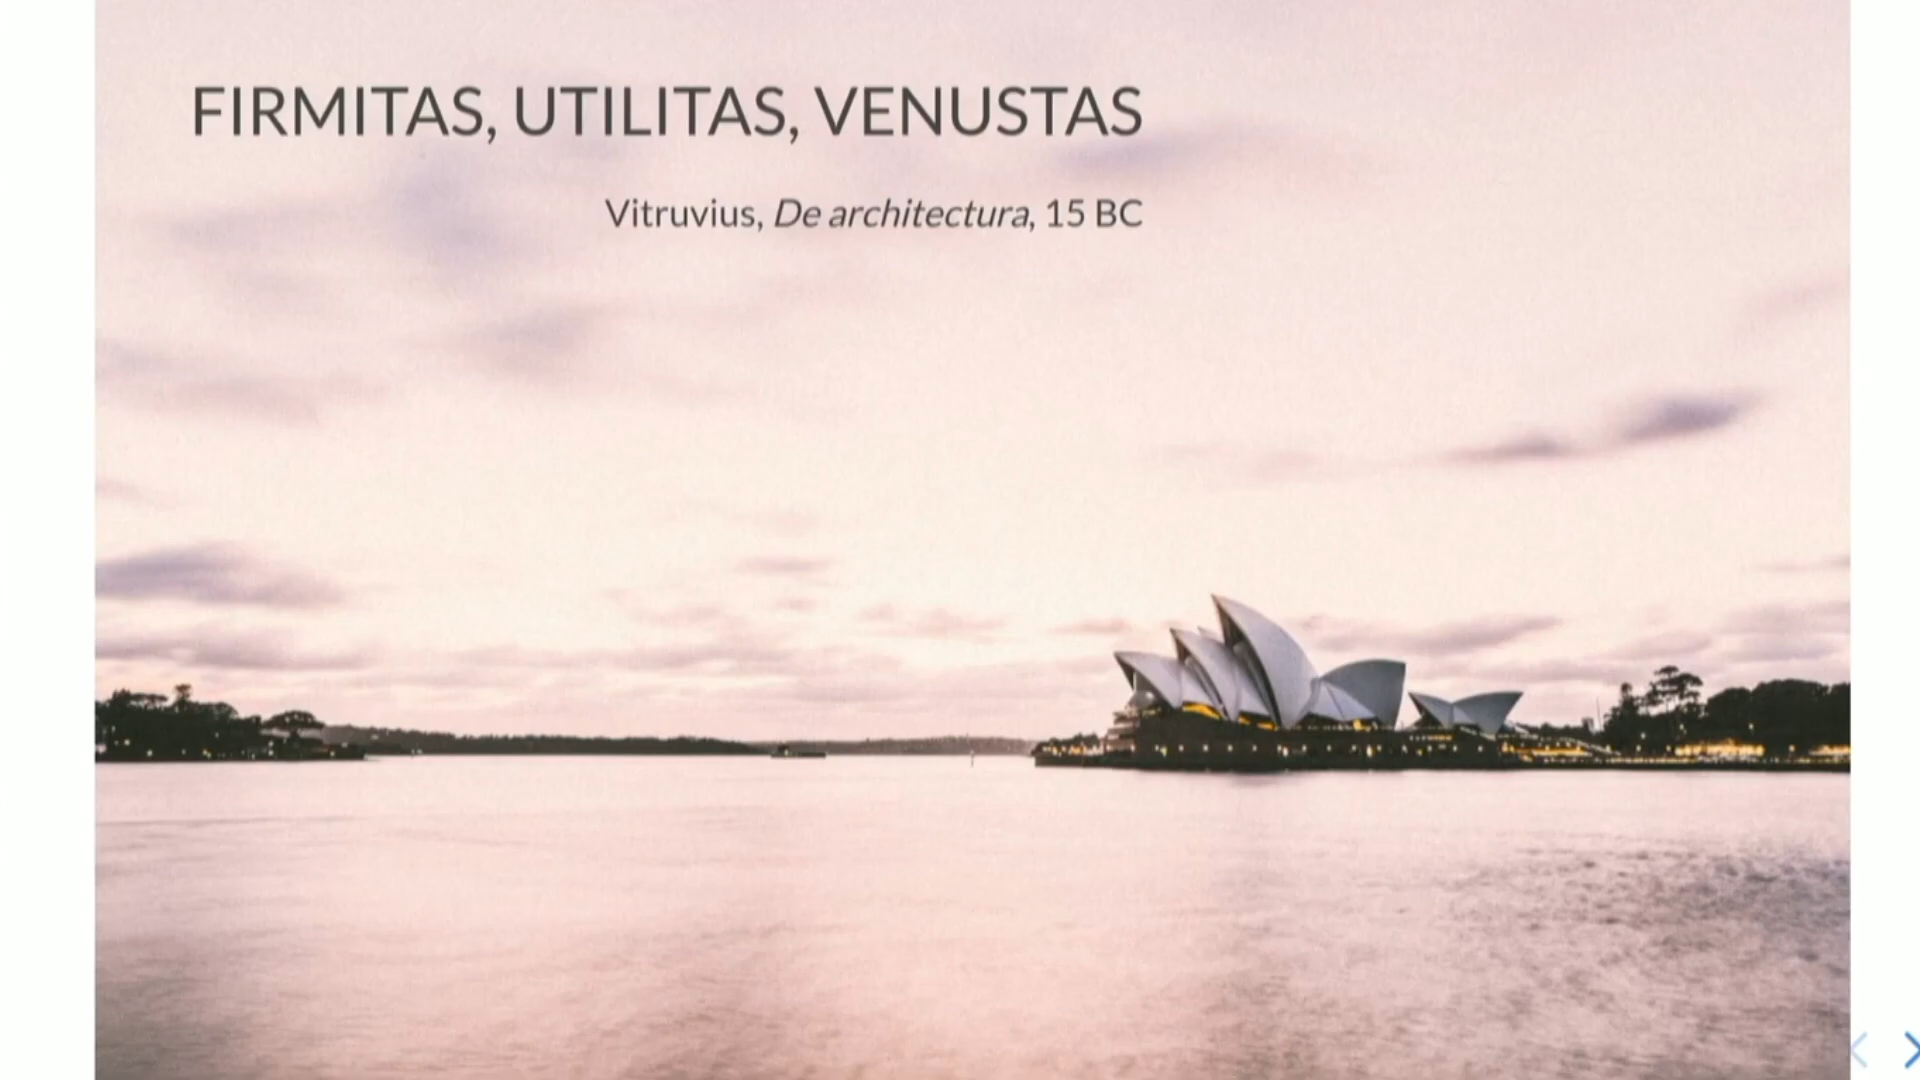 FIRMITAS, UTILITAS, VENUSTAS
Vitruvius, De architectura, 15 BC